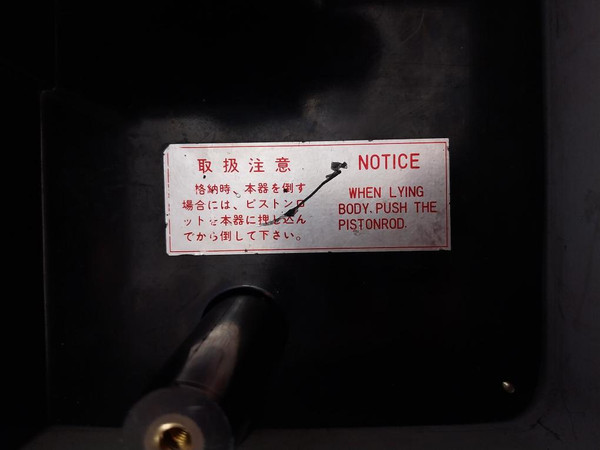 取扱注意
格納時、本器を倒す
場合には、ピストンロ
ットを本器に押し込ん
でから倒して下さい。
NOTICE
WHEN LYING
BODY.PUSH THE
PISTONROD.